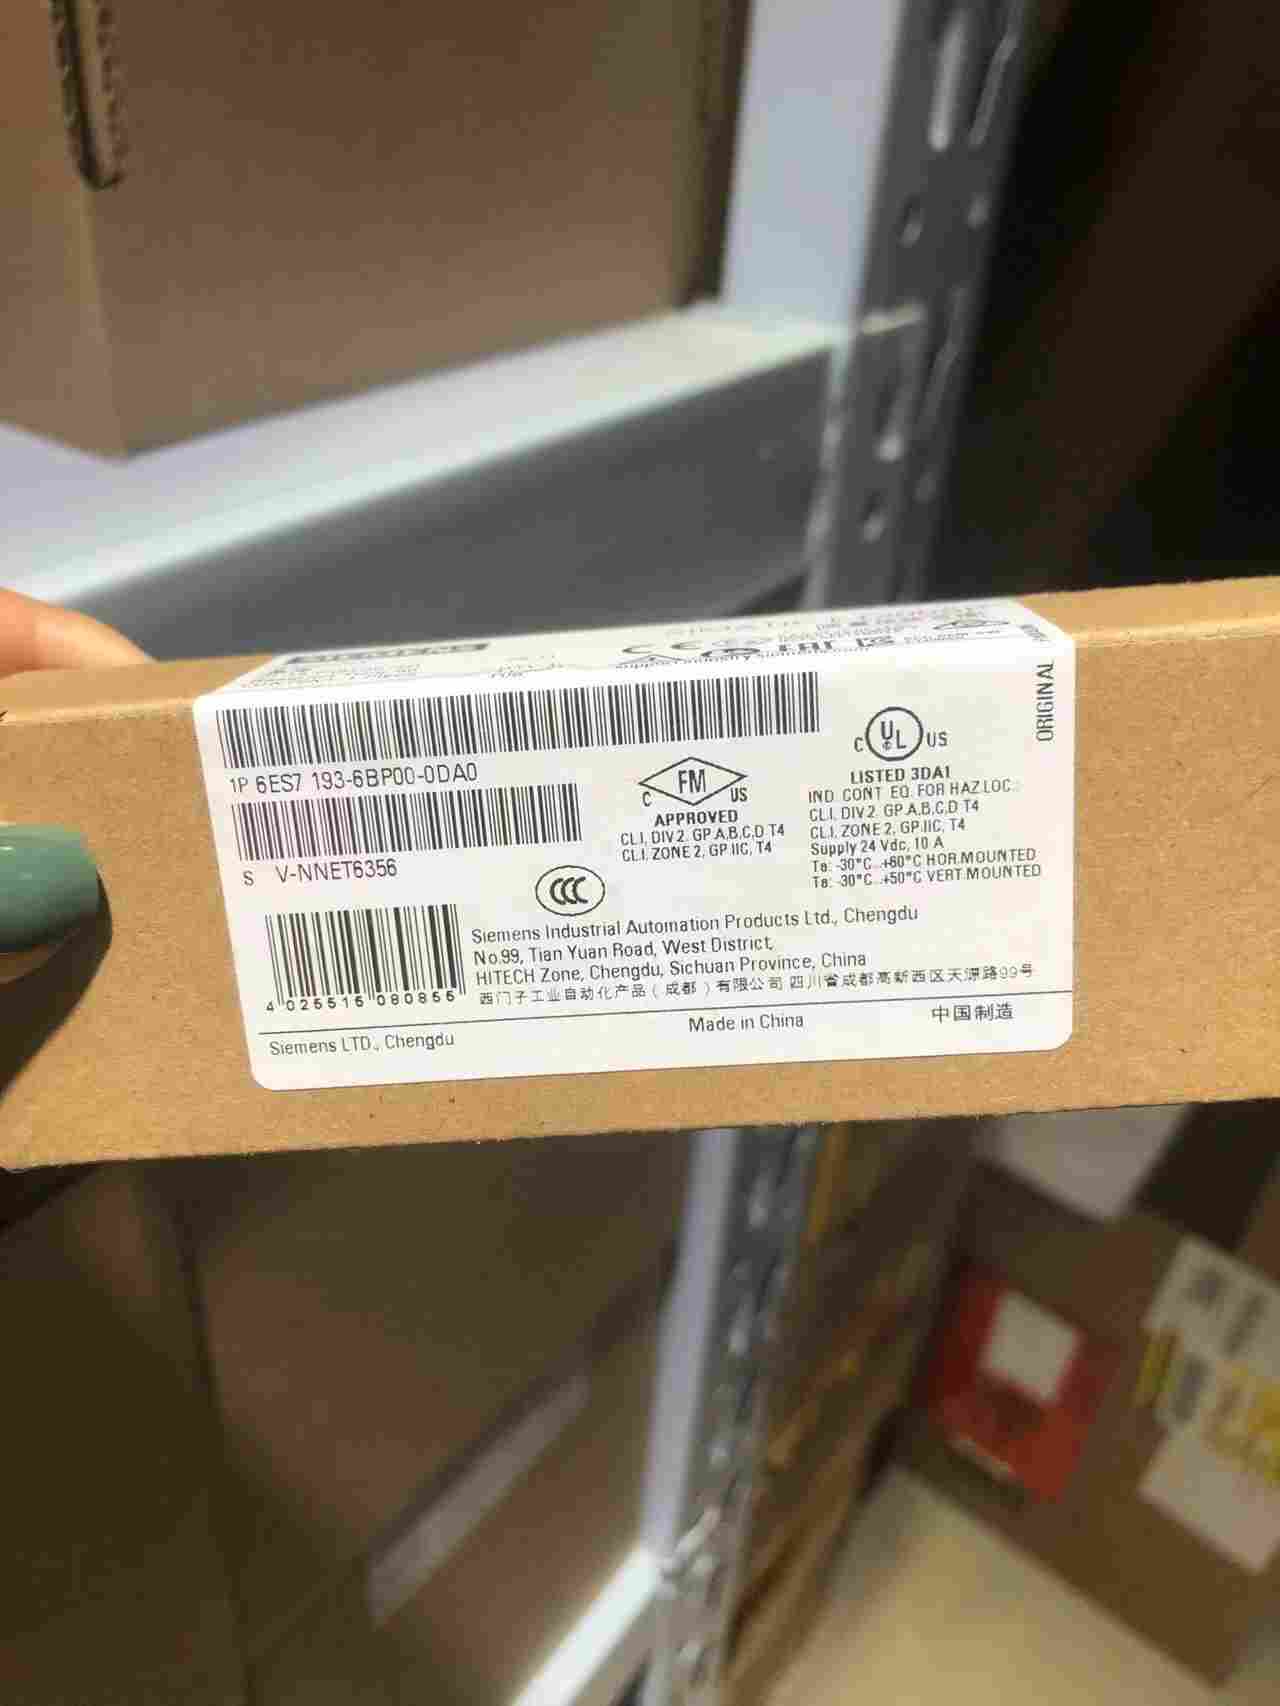 ORIGINAL
1P 6ES7 193-6BP00-0DA0
S V-NNET6356
4 025515 080855
C FM US
APPROVED
CL.I, DIV.2, GP.A,B,C,D T4
CL.I, ZONE 2, GP.IIC, T4
C UL US
LISTED 3DA1
IND. CONT. EQ. FOR HAZ.LOC.:
CL.I, DIV.2 GP.A,B,C,D T4
CL.I, ZONE 2, GP.IIC, T4
Supply 24 Vdc, 10 A
Ta: -30°C...+60°C HOR.MOUNTED
Ta: -30°C...+50°C VERT.MOUNTED
CCC
Siemens Industrial Automation Products Ltd., Chengdu
No.99, Tian Yuan Road, West District,
HITECH Zone, Chengdu, Sichuan Province, China
西门子工业自动化产品（成都）有限公司 四川省成都高新西区天源路99号
Siemens LTD., Chengdu
Made in China
中国制造